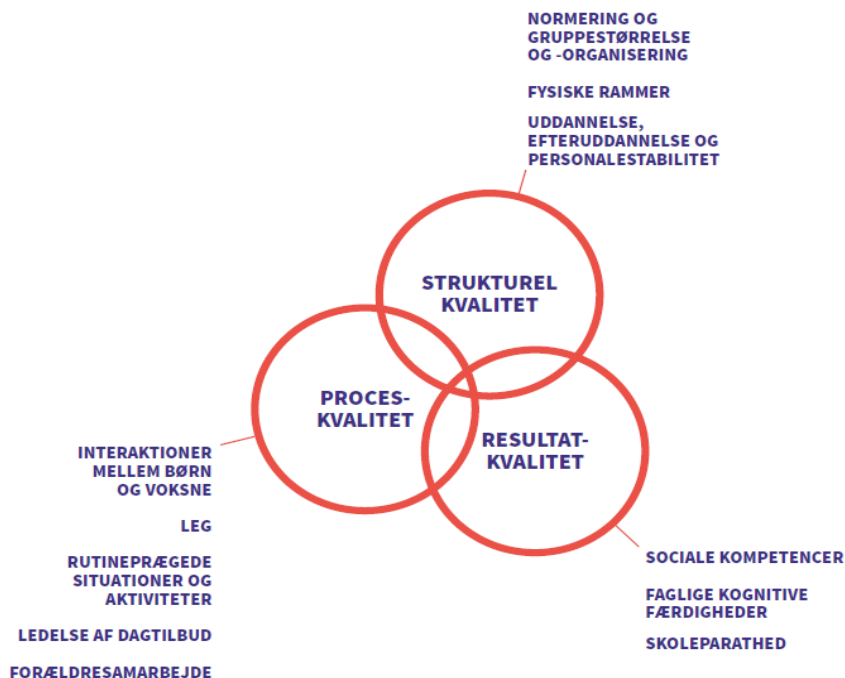 NORMERING OG
GRUPPESTØRRELSE
OG -ORGANISERING
FYSISKE RAMMER
UDDANNELSE,
EFTERUDDANNELSE OG
PERSONALESTABILITET
STRUKTUREL
KVALITET
PROCES-
KVALITET
RESULTAT-
KVALITET
INTERAKTIONER
MELLEM BØRN
OG VOKSNE
LEG
RUTINEPRÆGEDE
SITUATIONER OG
AKTIVITETER
LEDELSE AF DAGTILBUD
FORÆLDRESAMARBEJDE
SOCIALE KOMPETENCER
FAGLIGE KOGNITIVE
FÆRDIGHEDER
SKOLEPARATHED